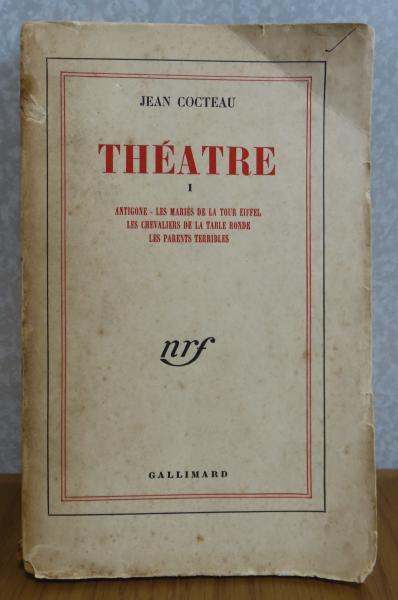 JEAN COCTEAU
THÉATRE
I
ANTIGONE - LES MARIÉS DE LA TOUR EIFFEL
LES CHEVALIERS DE LA TABLE RONDE
LES PARENTS TERRIBLES
nrf
GALLIMARD